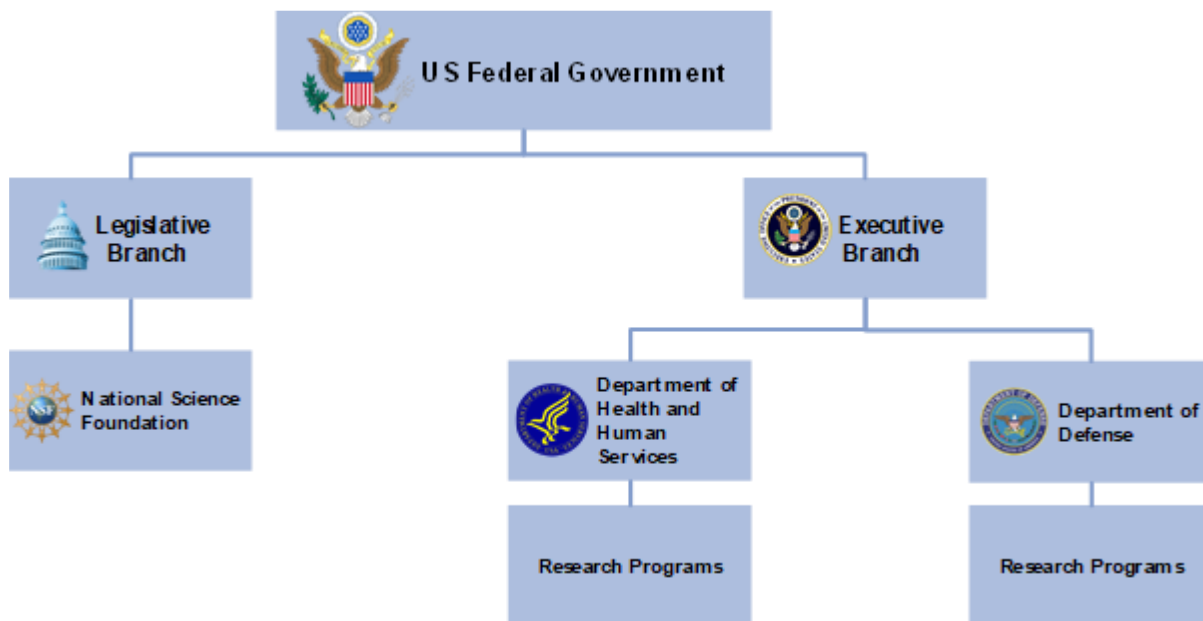 US Federal Government
Legislative
Branch
Executive
Branch
NSF
National Science
Foundation
Department of
Health and
Human
Services
Department of
Defense
Research Programs
Research Programs